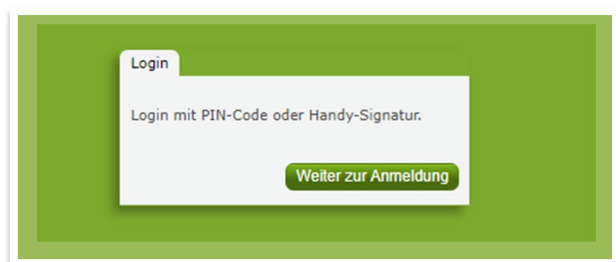 Login
Login mit PIN-Code oder Handy-Signatur.
Weiter zur Anmeldung